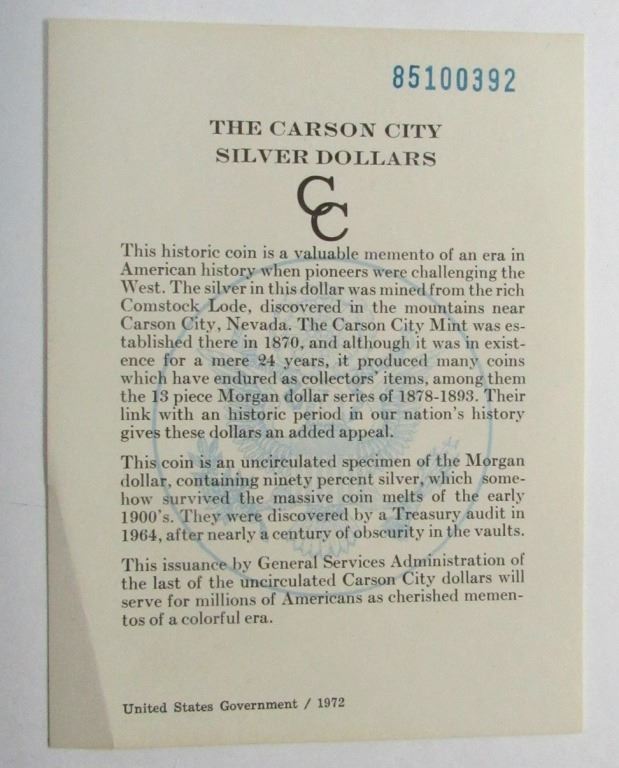 85100392
THE CARSON CITY
SILVER DOLLARS
CC
This historic coin is a valuable memento of an era in
American history when pioneers were challenging the
West. The silver in this dollar was mined from the rich
Comstock Lode, discovered in the mountains near
Carson City, Nevada. The Carson City Mint was es-
tablished there in 1870, and although it was in exist-
ence for a mere 24 years, it produced many coins
which have endured as collectors' items, among them
the 13 piece Morgan dollar series of 1878-1893. Their
link with an historic period in our nation's history
gives these dollars an added appeal.
This coin is an uncirculated specimen of the Morgan
dollar, containing ninety percent silver, which some-
how survived the massive coin melts of the early
1900's. They were discovered by a Treasury audit in
1964, after nearly a century of obscurity in the vaults.
This issuance by General Services Administration of
the last of the uncirculated Carson City dollars will
serve for millions of Americans as cherished memen-
tos of a colorful era.
United States Government / 1972